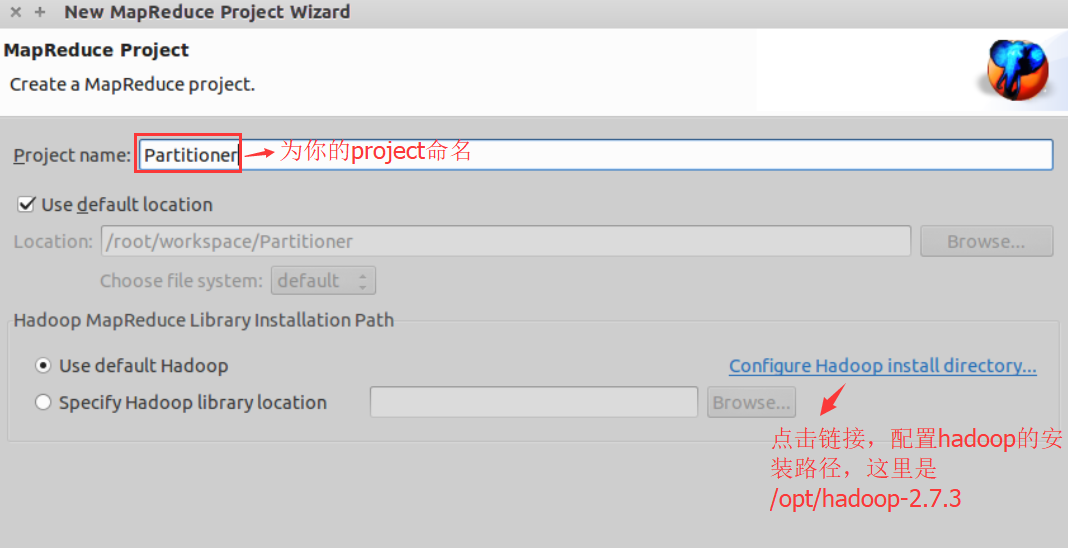 New MapReduce Project Wizard
MapReduce Project
Create a MapReduce project.
Project name: Partitioner 为你的project命名
Use default location
Location: /root/workspace/Partitioner Browse...
Choose file system: default
Hadoop MapReduce Library Installation Path
Use default Hadoop Configure Hadoop install directory...
Specify Hadoop library location Browse...
点击链接，配置hadoop的安
装路径，这里是
/opt/hadoop-2.7.3